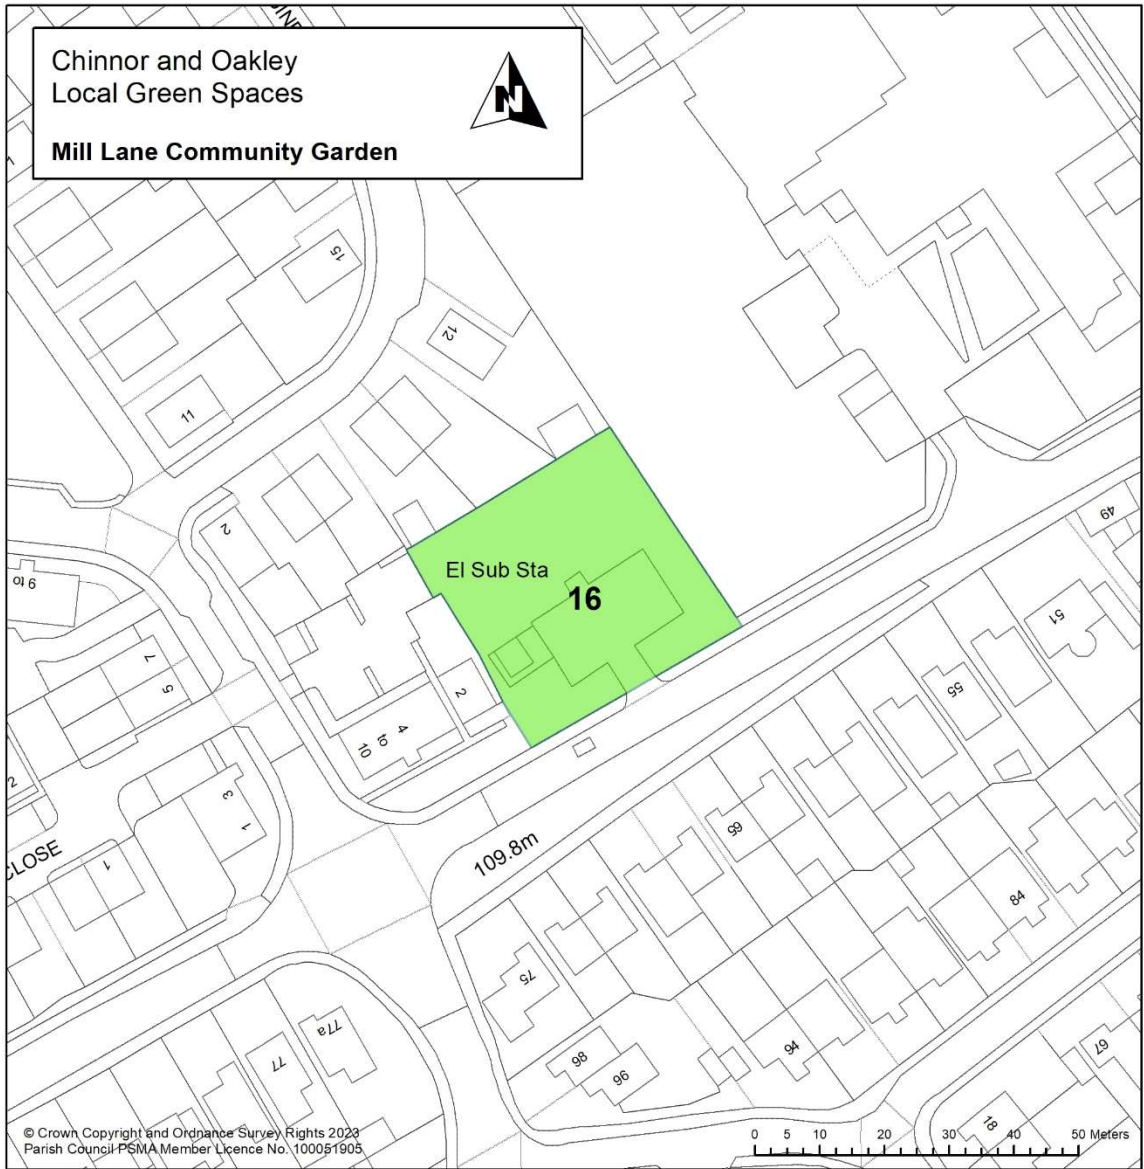 Chinnor and Oakley
Local Green Spaces
N
Mill Lane Community Garden
15
12
11
2
El Sub Sta
16
9 to
7
5
2
4
to
10
49
51
55
2
3
1
CLOSE
1
109.8m
65
84
75
77a
77
98
96
94
67
18
© Crown Copyright and Ordnance Survey Rights 2023
Parish Council PSMA Member Licence No. 100051905
0 5 10 20 30 40 50 Meters